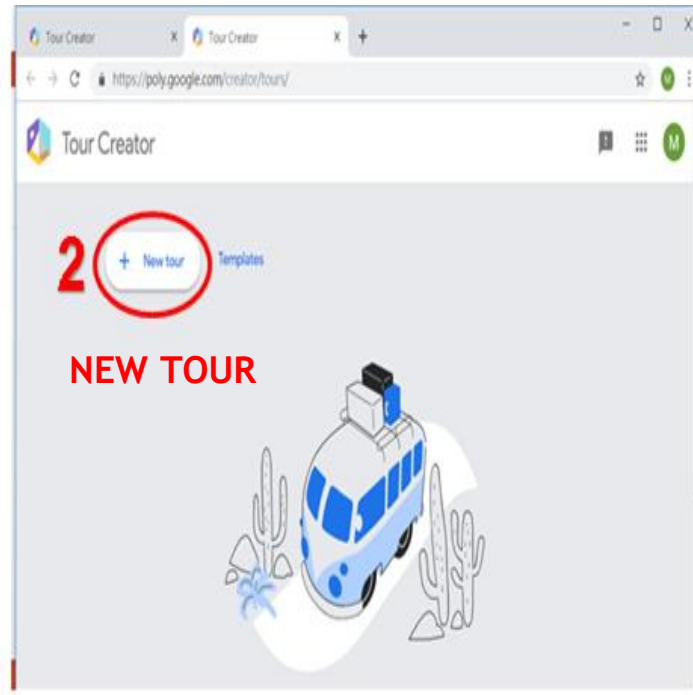 Tour Creator x Tour Creator x +
https://poly.google.com/creator/tours/ M
Tour Creator M
2 + New tour Templates
NEW TOUR